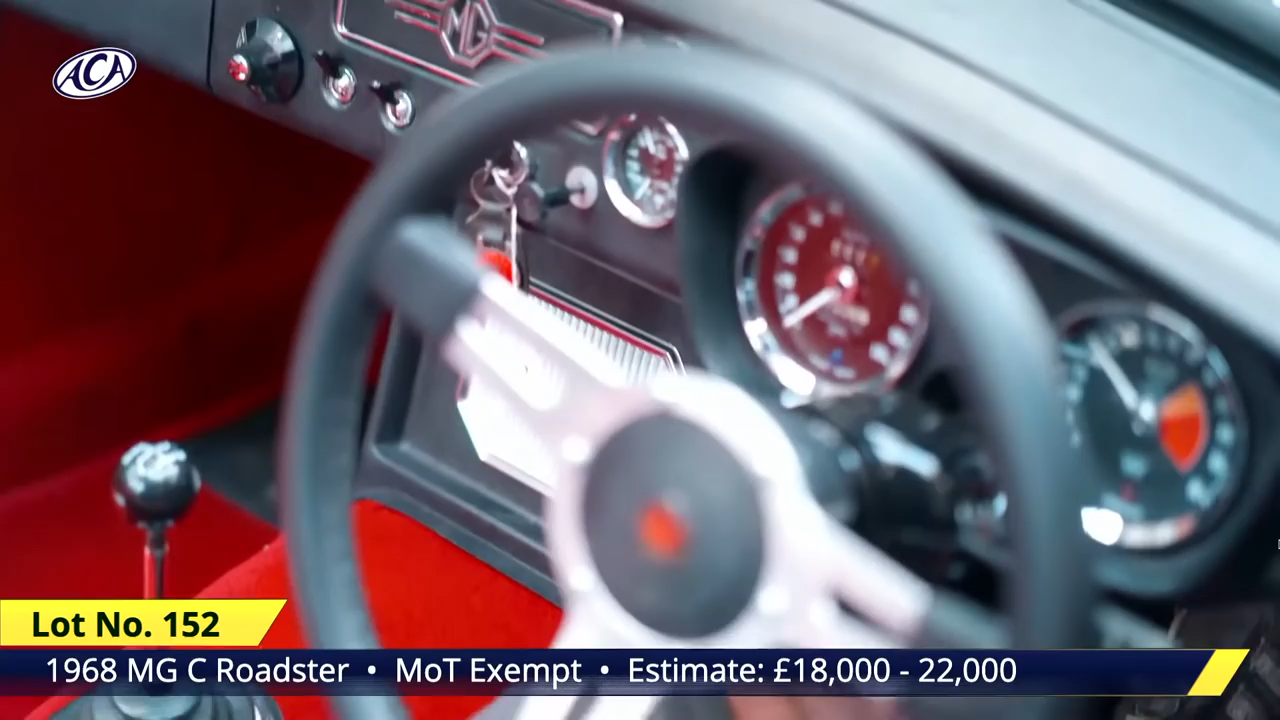 ACA
MG
Lot No. 152
1968 MG C Roadster • MoT Exempt • Estimate: £18,000 - 22,000